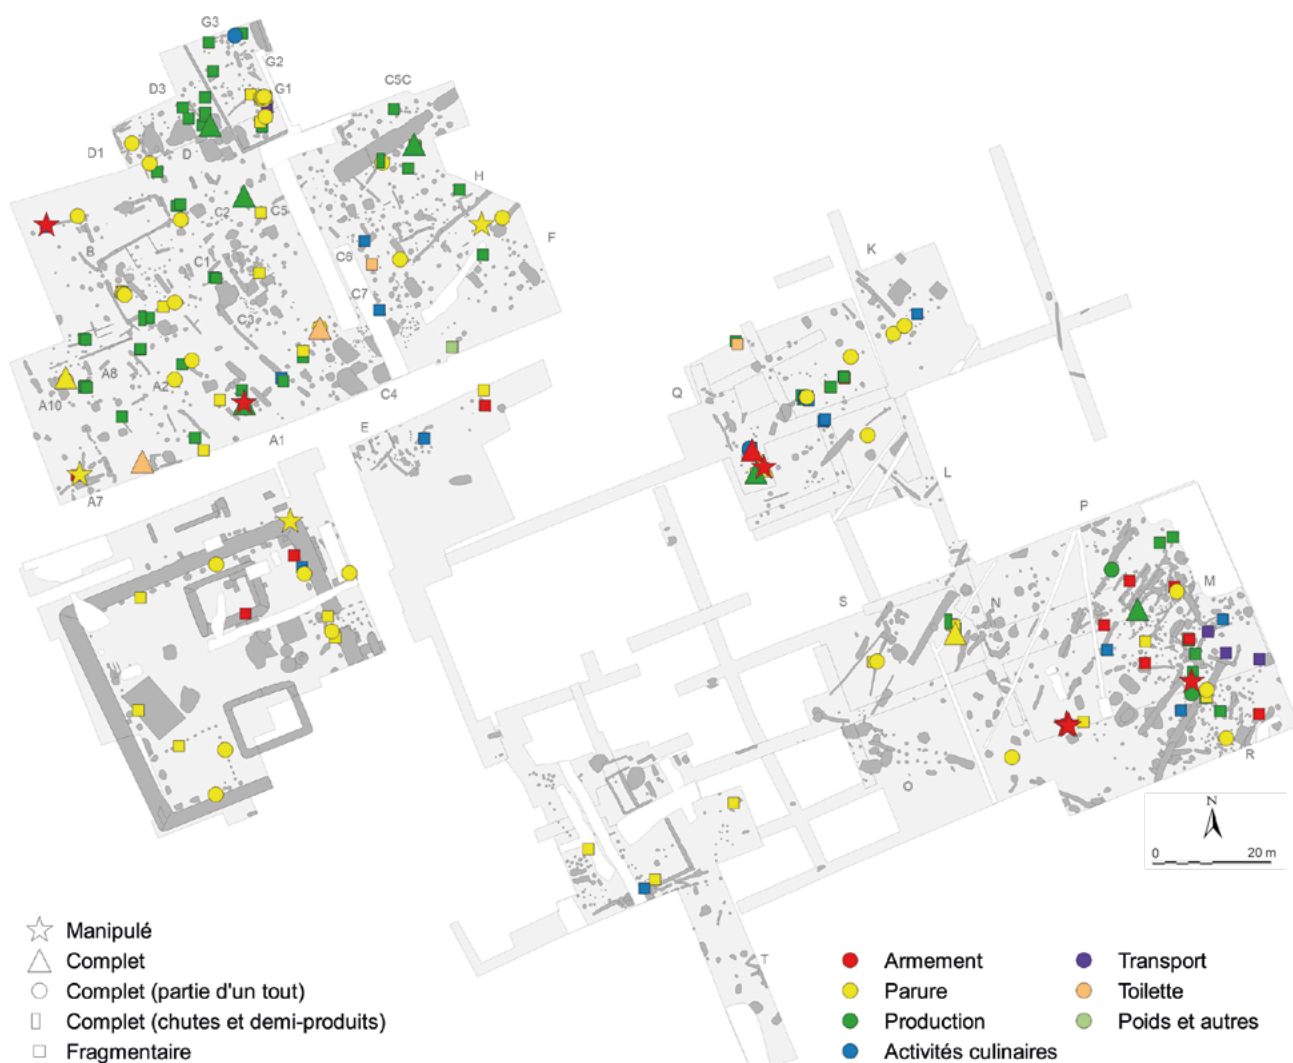 G3
G2
C5C
D3
G1
D1
D
H
C2
C5
F
B
C6
K
C1
C7
C3
A8
A2
Q
A10
C4
E
A1
L
A7
P
S
N
M
R
O
N
0 20 m
T
Manipulé
Complet
Complet (partie d'un tout)
Complet (chutes et demi-produits)
Fragmentaire
Armement
Parure
Production
Activités culinaires
Transport
Toilette
Poids et autres